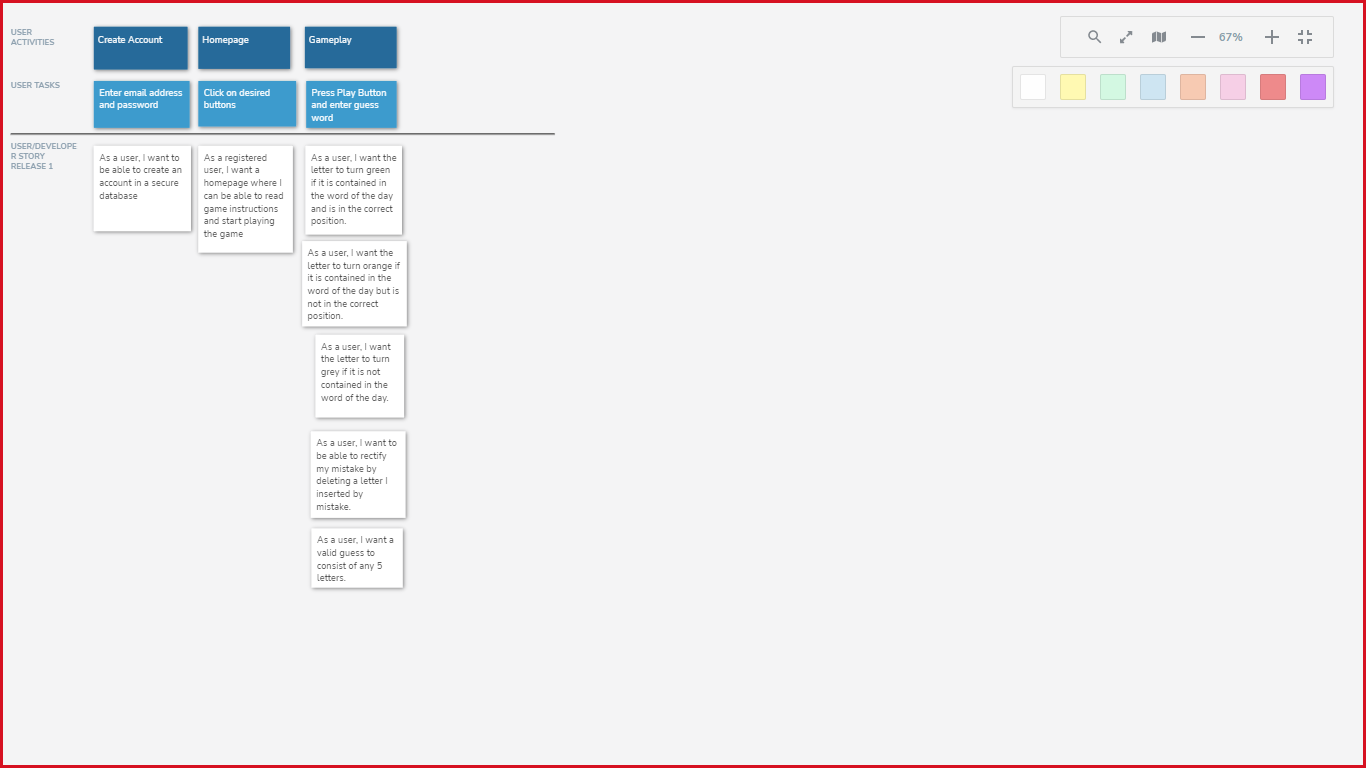 USER
ACTIVITIES
Create Account
Homepage
Gameplay
67%
USER TASKS
Enter email address
and password
Click on desired
buttons
Press Play Button
and enter guess
word
USER/DEVELOPE
R STORY
RELEASE 1
As a user, I want to
be able to create an
account in a secure
database
As a registered
user, I want a
homepage where I
can be able to read
game instructions
and start playing
the game
As a user, I want the
letter to turn green
if it is contained in
the word of the day
and is in the correct
position.
As a user, I want the
letter to turn orange if
it is contained in the
word of the day but is
not in the correct
position.
As a user, I want
the letter to turn
grey if it is not
contained in the
word of the day.
As a user, I want to
be able to rectify
my mistake by
deleting a letter I
inserted by
mistake.
As a user, I want a
valid guess to
consist of any 5
letters.